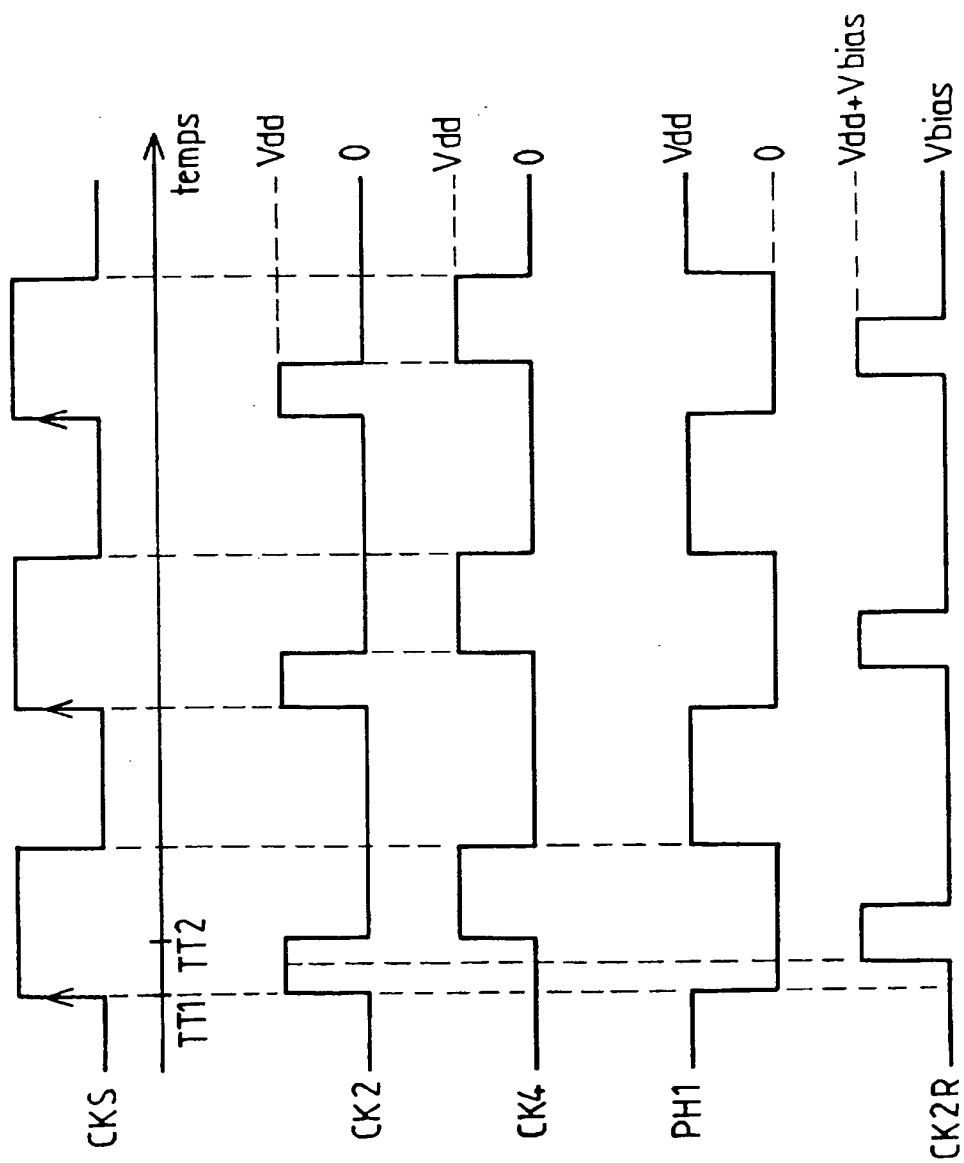 CKS
temps
TT1 TT2
CK2
Vdd
0
CK4
Vdd
0
PH1
Vdd
0
CK2R
Vdd+Vbias
Vbias